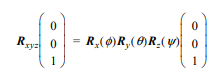 R_xyz (0 0 1) = R_x(ϕ)R_y(θ)R_z(ψ) (0 0 1)